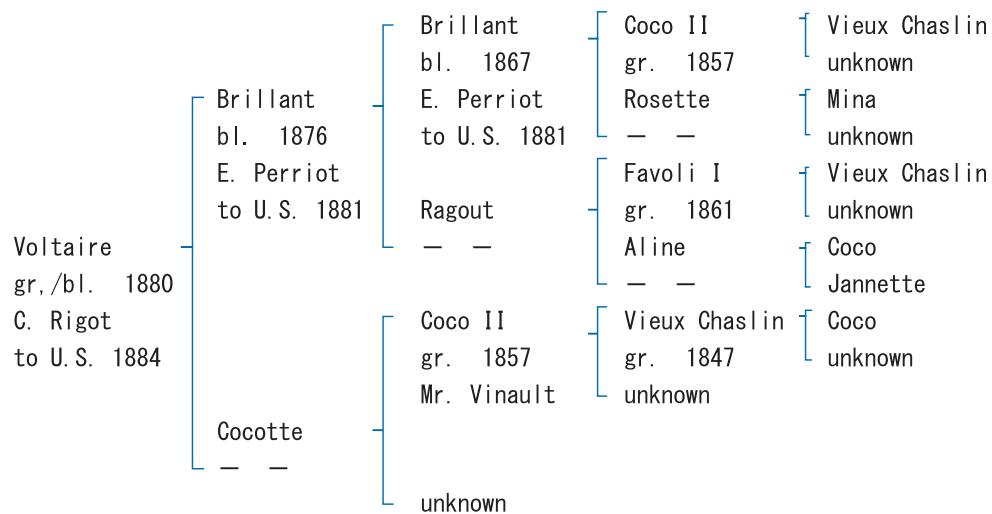 Voltaire
gr,/bl. 1880
C. Rigot
to U.S. 1884
Brillant
bl. 1876
E. Perriot
to U.S. 1881
Cocotte
— —
Brillant
bl. 1867
E. Perriot
to U.S. 1881
Ragout
— —
Coco II
gr. 1857
Mr. Vinault
unknown
Coco II
gr. 1857
Rosette
— —
Favoli I
gr. 1861
Aline
— —
Vieux Chaslin
gr. 1847
unknown
Vieux Chaslin
unknown
Mina
unknown
Vieux Chaslin
unknown
Coco
Jannette
Coco
unknown